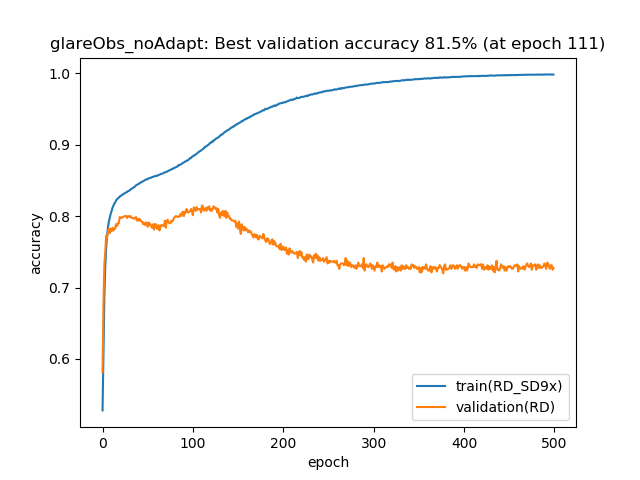 glareObs_noAdapt: Best validation accuracy 81.5% (at epoch 111)
1.0
0.9
0.8
0.7
0.6
accuracy
0 100 200 300 400 500
epoch
train(RD_SD9x)
validation(RD)